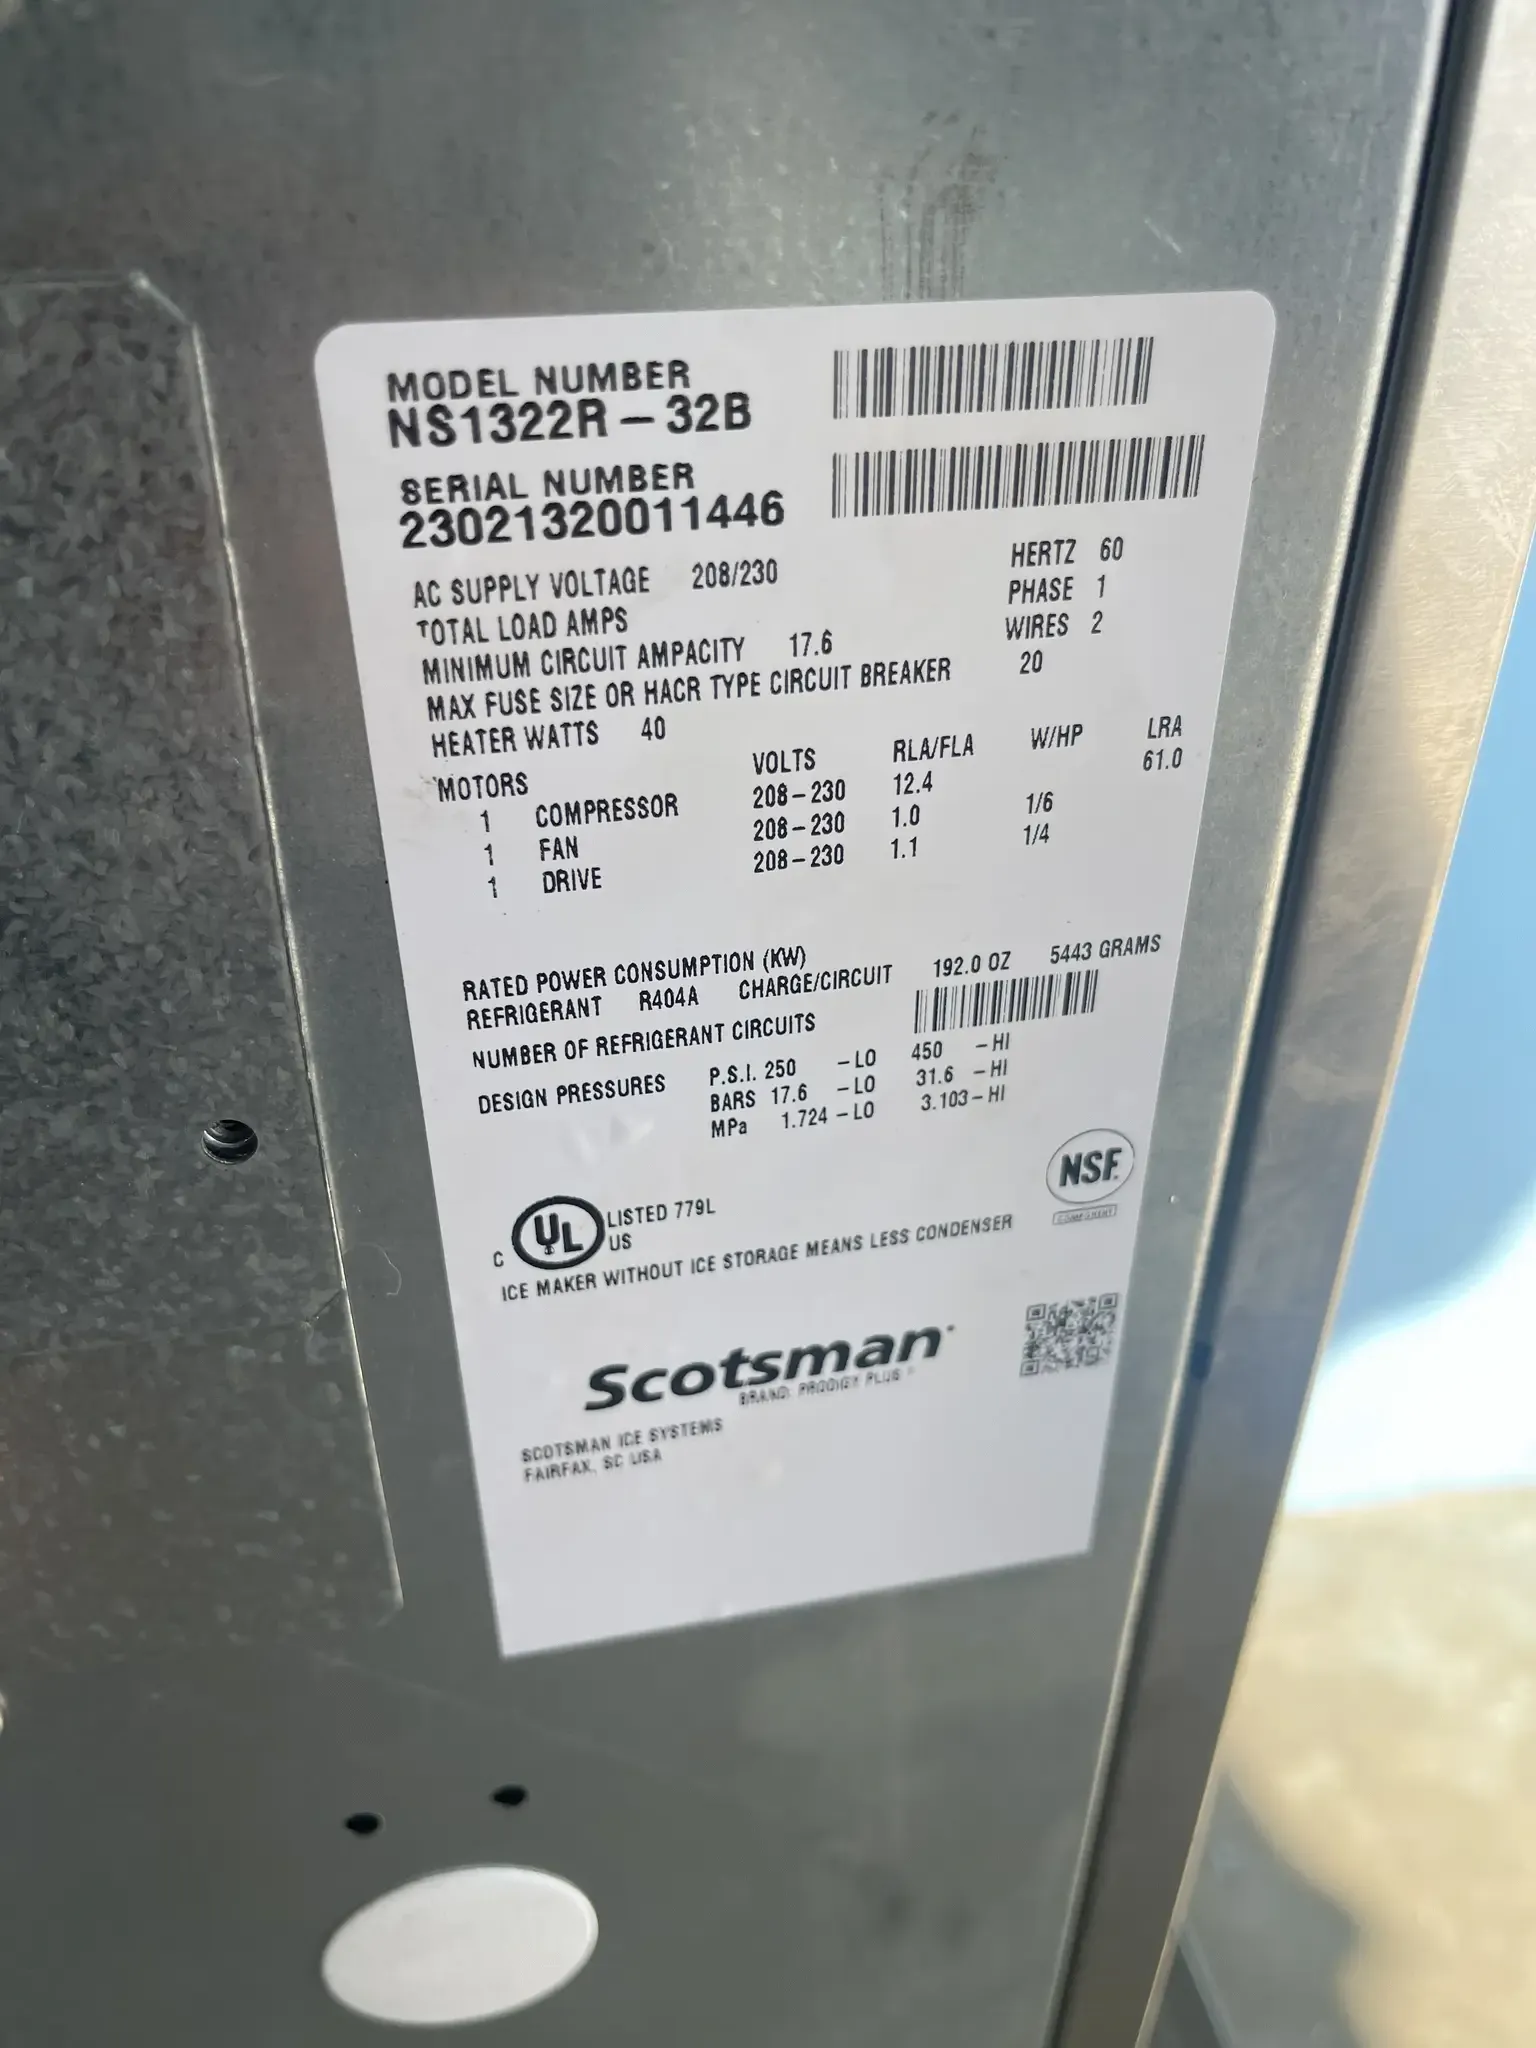 MODEL NUMBER
NS1322R-32B
SERIAL NUMBER
23021320011446
AC SUPPLY VOLTAGE 208/230 HERTZ 60
TOTAL LOAD AMPS PHASE 1
MINIMUM CIRCUIT AMPACITY 17.6 WIRES 2
MAX FUSE SIZE OR HACR TYPE CIRCUIT BREAKER 20
HEATER WATTS 40
MOTORS VOLTS RLA/FLA W/HP LRA
1 COMPRESSOR 208-230 12.4 61.0
1 FAN 208-230 1.0 1/6
1 DRIVE 208-230 1.1 1/4
RATED POWER CONSUMPTION (KW)
REFRIGERANT R404A CHARGE/CIRCUIT 192.0 OZ 5443 GRAMS
NUMBER OF REFRIGERANT CIRCUITS
DESIGN PRESSURES P.S.I. 250 -LO 450 -HI
BARS 17.6 -LO 31.6 -HI
MPa 1.724 -LO 3.103-HI
NSF.
COMPONENT
C UL LISTED 779L
US
ICE MAKER WITHOUT ICE STORAGE MEANS LESS CONDENSER
Scotsman
BRAND: PRODIGY PLUS ®
SCOTSMAN ICE SYSTEMS
FAIRFAX, SC USA